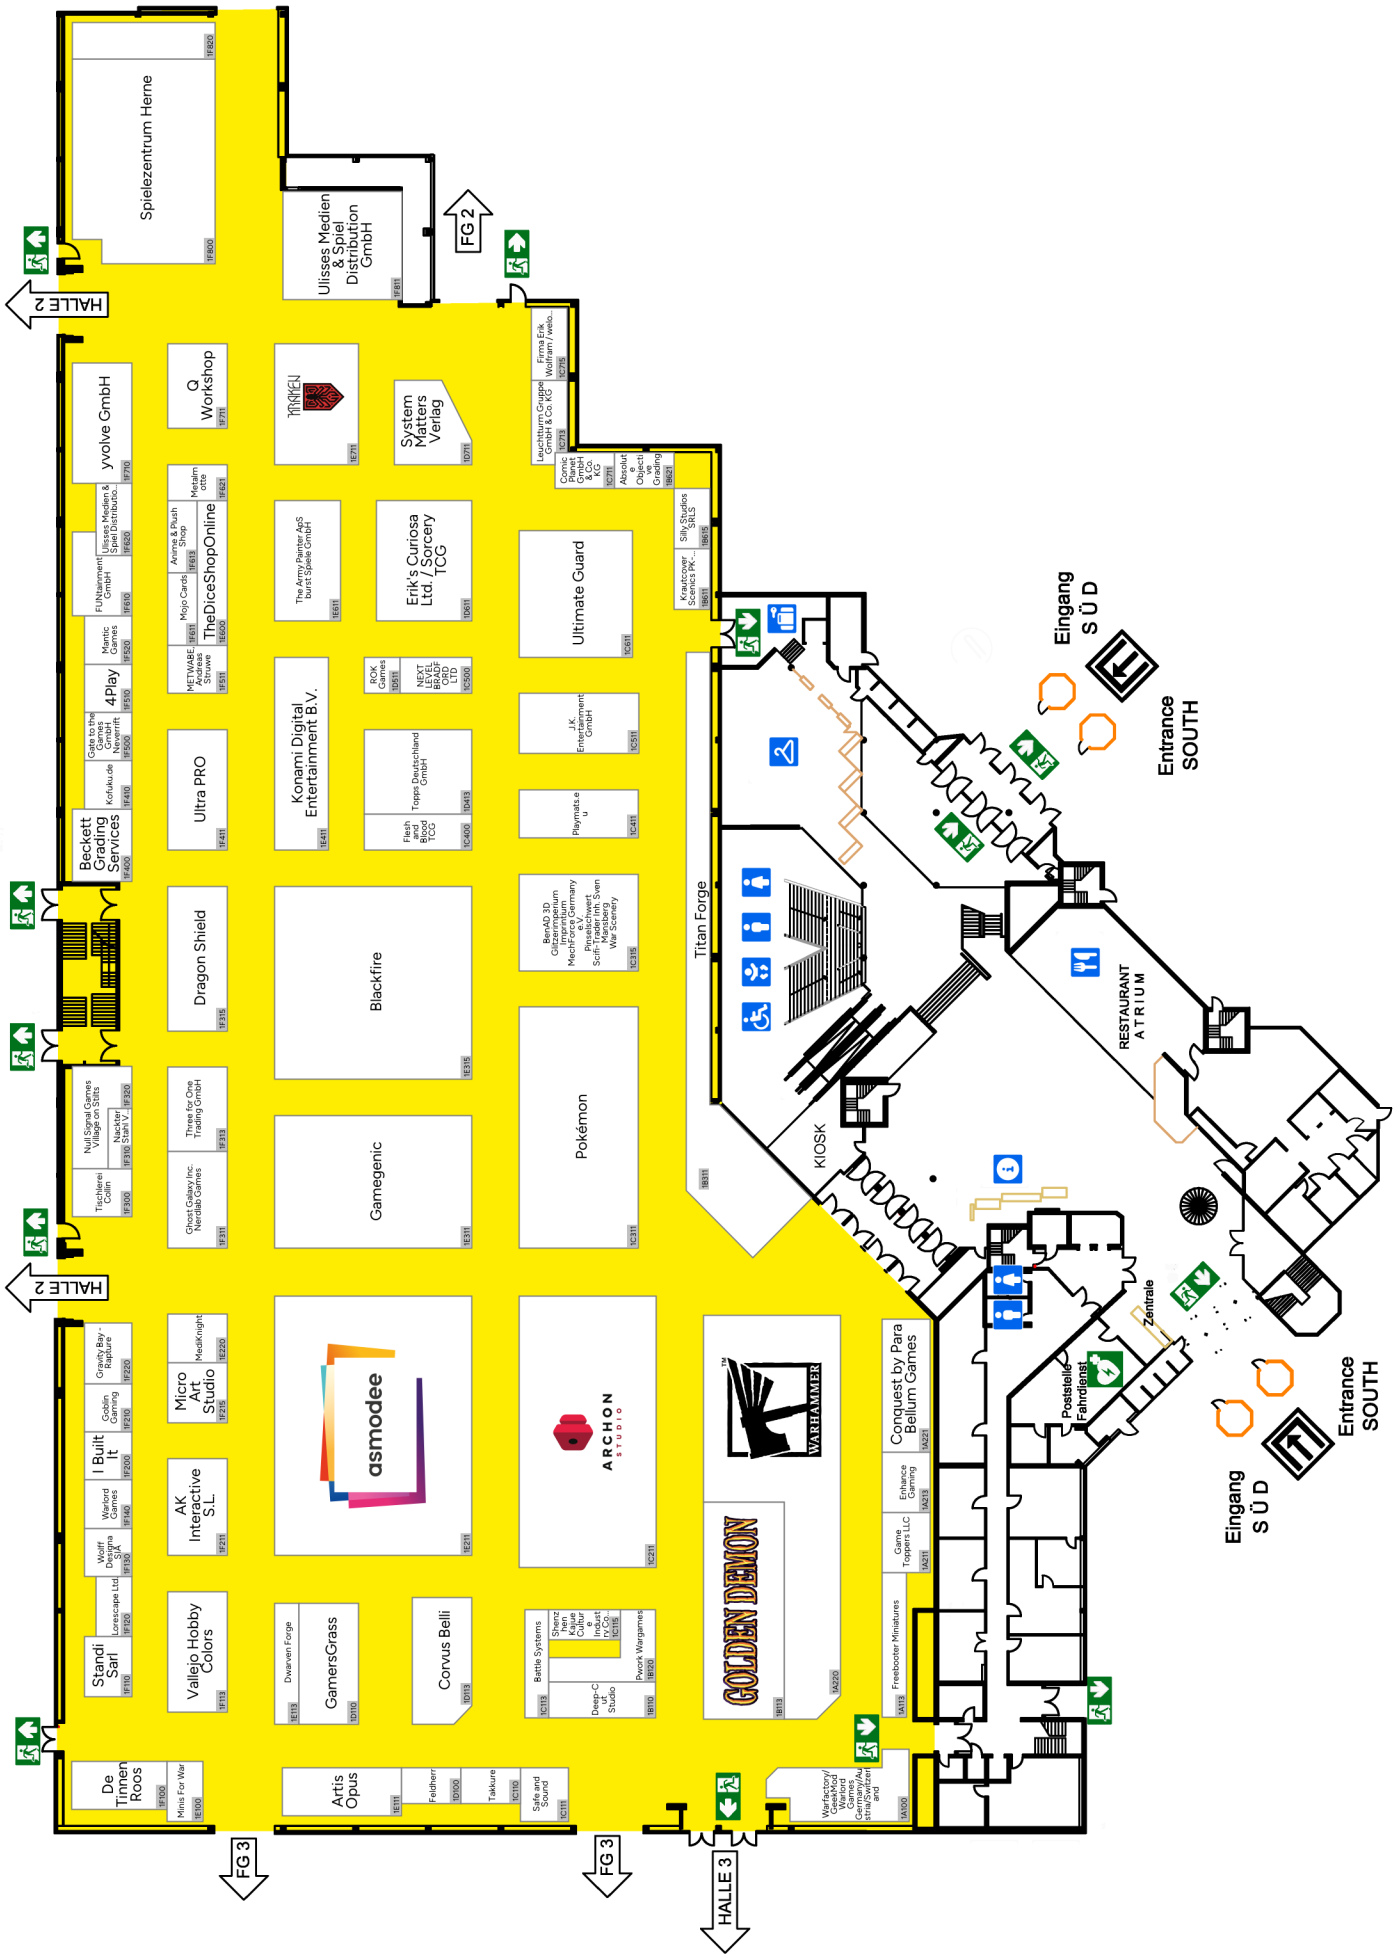 1F820
Spielezentrum Herne
1F800
HALLE 2
Ulisses Medien
& Spiel
Distribution
GmbH
1F811
FG 2
yvolve GmbH
1F710
Q
Workshop
1F711
KRAKEN
1E711
System
Matters
Verlag
1D711
Firma Erik
Wolfram / welo...
1C715
Leuchtturm Gruppe
GmbH & Co. KG
1C713
Comic
Planet
GmbH
& Co.
KG
1C711
Absolut
e
Objecti
ve
Grading
1B621
Silly Studios
SRLS
1B615
Krautcover
Scenics PK-...
1B611
Ulisses Medien &
Spiel Distributio...
1F620
Metalm
otte
1F621
Anime & Plush
Shop
1F613
Mojo Cards
1F611
TheDiceShopOnline
1E600
FUNtainment
GmbH
1F610
Mantic
Games
1F520
METWABE,
Andreas
Struwe
1F511
The Army Painter ApS
burst Spiele GmbH
1E611
Erik's Curiosa
Ltd. / Sorcery
TCG
1D611
Ultimate Guard
1C611
4Play
1F510
Gate to the
Games
GmbH
Neverrift
1F500
Kofuku.de
1F410
Beckett
Grading
Services
1F400
Ultra PRO
1F411
Konami Digital
Entertainment B.V.
1E411
ROK
Games
1D511
NEXT
LEVEL
BRADF
ORD
LTD
1C500
Topps Deutschland
GmbH
1D413
Flesh
and
Blood
TCG
1C400
J.K.
Entertainment
GmbH
1C511
Playmats.e
u
1C411
Dragon Shield
1F315
Blackfire
1E315
BenAD 3D
Glitzerimperium
Imprintium
MechForce Germany
e.V.
Pinselschwert
Scifi-Trader Inh. Sven
Mansberg
War Scenery
1C315
Titan Forge
1B311
Null Signal Games
Village on Stilts
1F320
Nackter
Stahl V...
1F310
Tischlerei
Collin
1F300
Three for One
Trading GmbH
1F313
Ghost Galaxy Inc.
Nerdlab Games
1F311
Gamegenic
1E311
Pokémon
1C311
HALLE 2
Gravity Bay -
Rapture
1F220
Goblin
Gaming
1F210
I Built
It
1F200
Warlord
Games
1F140
Wolff
Designa
SIA
1F130
Lorescape Ltd.
1F120
Standi
Sarl
1F110
MediKnight
1E220
Micro
Art
Studio
1F215
AK
Interactive
S.L.
1F211
Vallejo Hobby
Colors
1F113
asmodee
1E211
ARCHON
STUDIO
1C211
WARHAMMER
TM
GOLDEN DEMON
1B113
1A220
Conquest by Para
Bellum Games
1A221
Enhance
Gaming
1A213
Game
Toppers LLC
1A211
Freebooter Miniatures
1A113
Dwarven Forge
1E113
GamersGrass
1D110
Corvus Belli
1D113
Battle Systems
1C113
Shenz
hen
Kajue
Cultur
e
Indust
ry Co...
1C115
Pwork Wargames
1B120
Deep-C
ut
Studio
1B110
De
Tinnen
Roos
1F100
Minis For War
1E100
Artis
Opus
1E111
Feldherr
1D100
Takkure
1C110
Safe and
Sound
1C111
Warfactory/
GeekMod
Warlord
Games
Germany/Au
stria/Switzerl
and
1A100
FG 3
FG 3
HALLE 3
KIOSK
RESTAURANT
ATRIUM
Eingang
SÜD
Entrance
SOUTH
Zentrale
Poststelle
Fahrdienst
Eingang
SÜD
Entrance
SOUTH